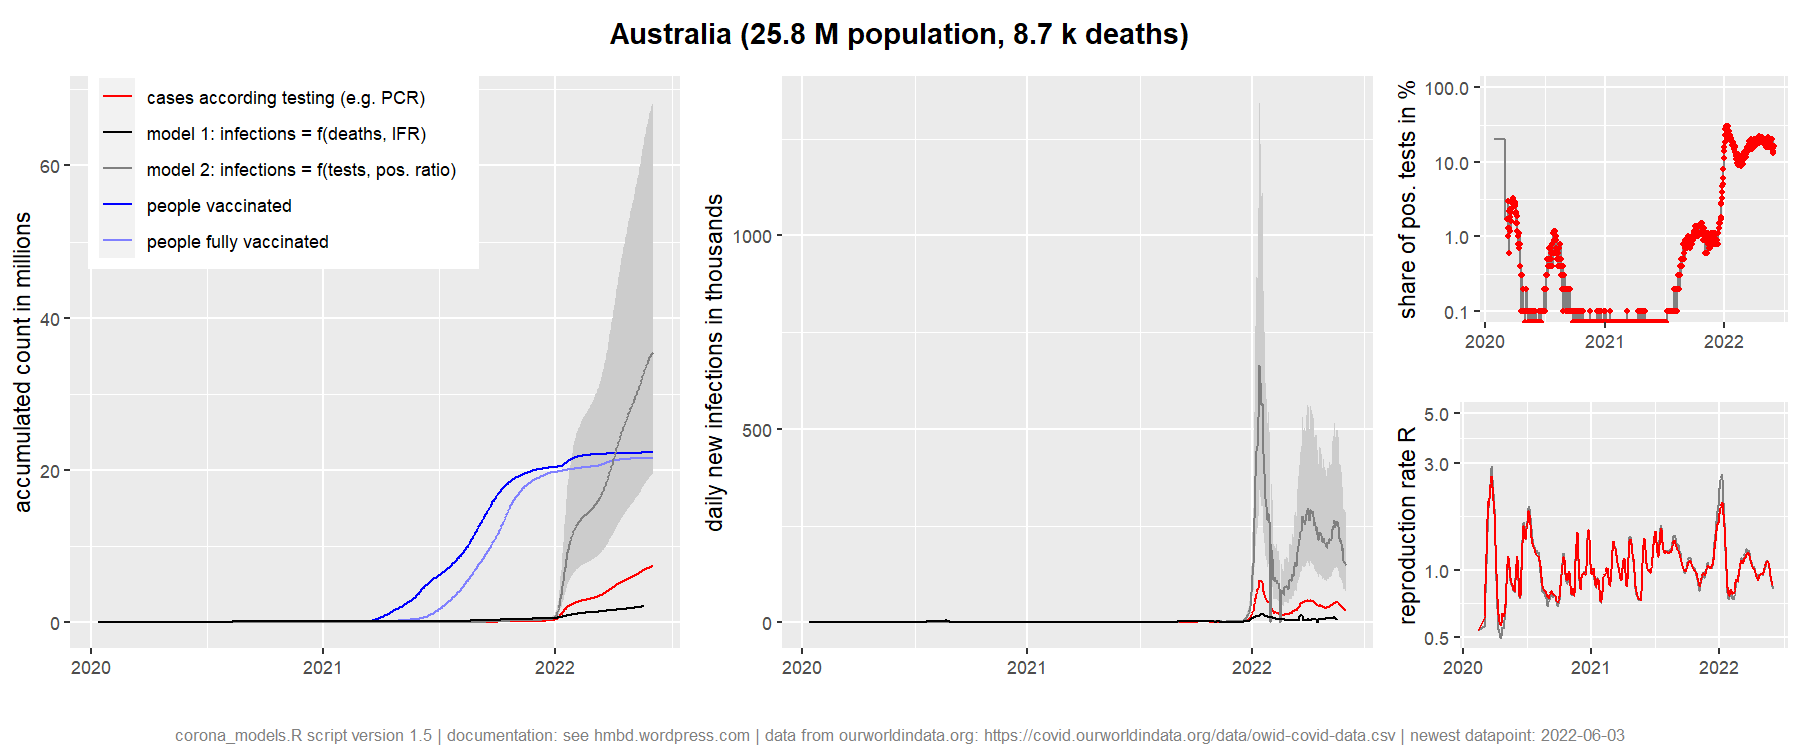 Australia (25.8 M population, 8.7 k deaths)
cases according testing (e.g. PCR)
model 1: infections = f(deaths, IFR)
model 2: infections = f(tests, pos. ratio)
people vaccinated
people fully vaccinated
accumulated count in millions
60
40
20
0
2020 2021 2022
daily new infections in thousands
1000
500
0
2020 2021 2022
share of pos. tests in %
100.0
10.0
1.0
0.1
2020 2021 2022
reproduction rate R
5.0
3.0
1.0
0.5
2020 2021 2022
corona_models.R script version 1.5 | documentation: see hmbd.wordpress.com | data from ourworldindata.org: https://covid.ourworldindata.org/data/owid-covid-data.csv | newest datapoint: 2022-06-03